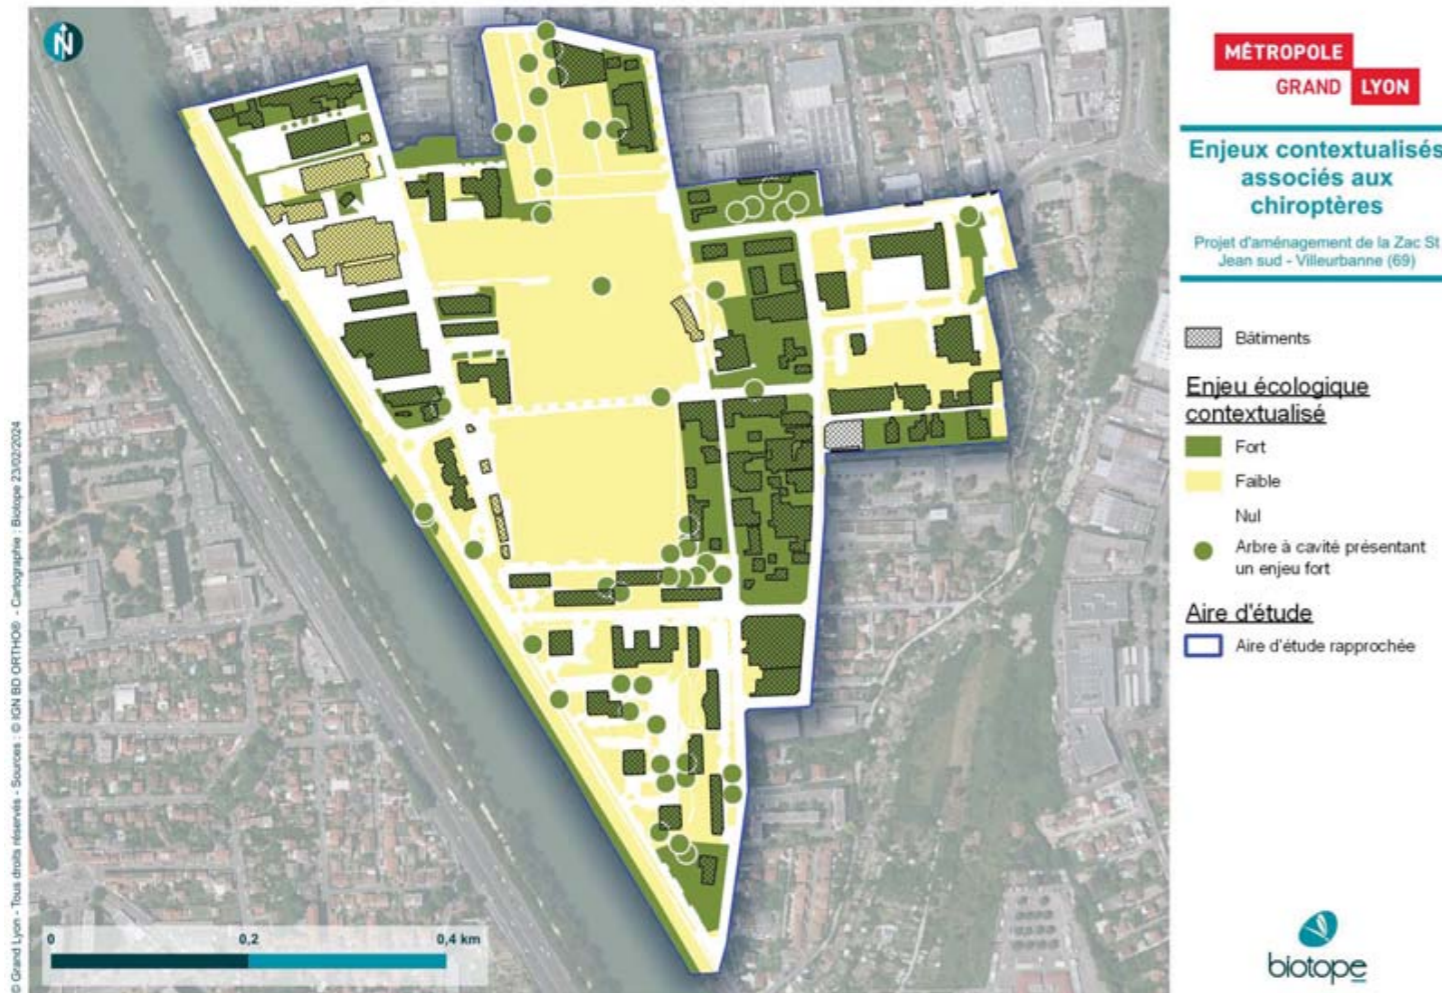 N
MÉTROPOLE
GRAND LYON
Enjeux contextualisés
associés aux
chiroptères
Projet d'aménagement de la Zac St
Jean sud - Villeurbanne (69)
Bâtiments
Enjeu écologique
contextualisé
Fort
Faible
Nul
Arbre à cavité présentant
un enjeu fort
Aire d'étude
Aire d'étude rapprochée
0 0,2 0,4 km
© Grand Lyon - Tous droits réservés - Sources : © IGN BD ORTHO® - Cartographie : Biotope 23/02/2024
biotope